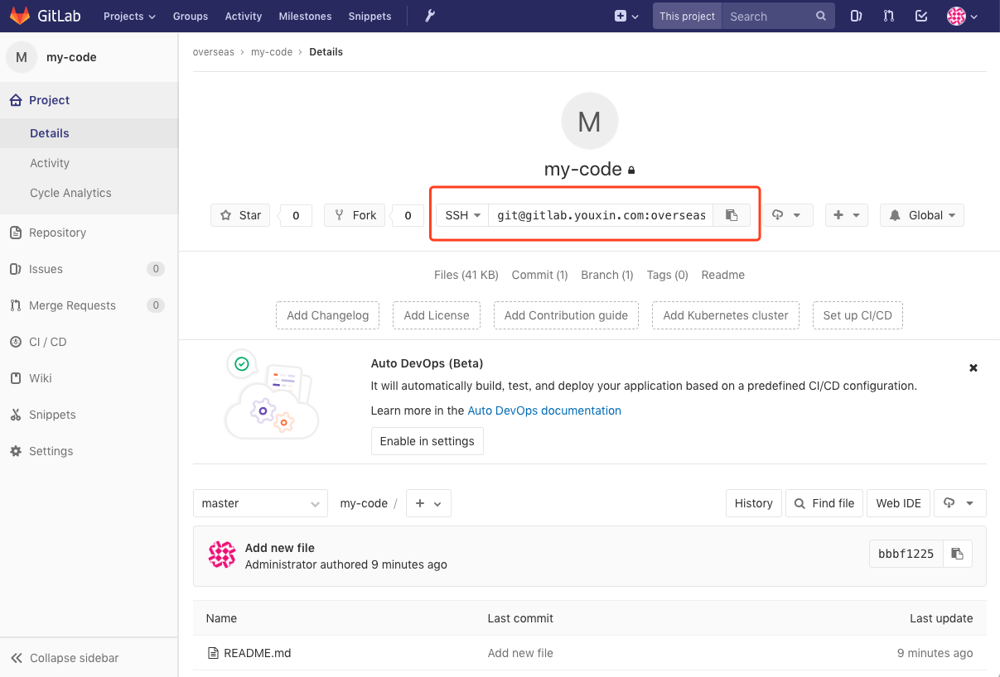 GitLab Projects Groups Activity Milestones Snippets This project Search
M my-code
overseas › my-code › Details
Project
Details
Activity
Cycle Analytics
Repository
Issues 0
Merge Requests 0
CI / CD
Wiki
Snippets
Settings
Collapse sidebar
M
my-code
Star 0 Fork 0 SSH git@gitlab.youxin.com:overseas Global
Files (41 KB) Commit (1) Branch (1) Tags (0) Readme
Add Changelog Add License Add Contribution guide Add Kubernetes cluster Set up CI/CD
Auto DevOps (Beta)
It will automatically build, test, and deploy your application based on a predefined CI/CD configuration.
Learn more in the Auto DevOps documentation
Enable in settings
master my-code / + History Find file Web IDE
Add new file
Administrator authored 9 minutes ago
bbbf1225
Name Last commit Last update
README.md Add new file 9 minutes ago